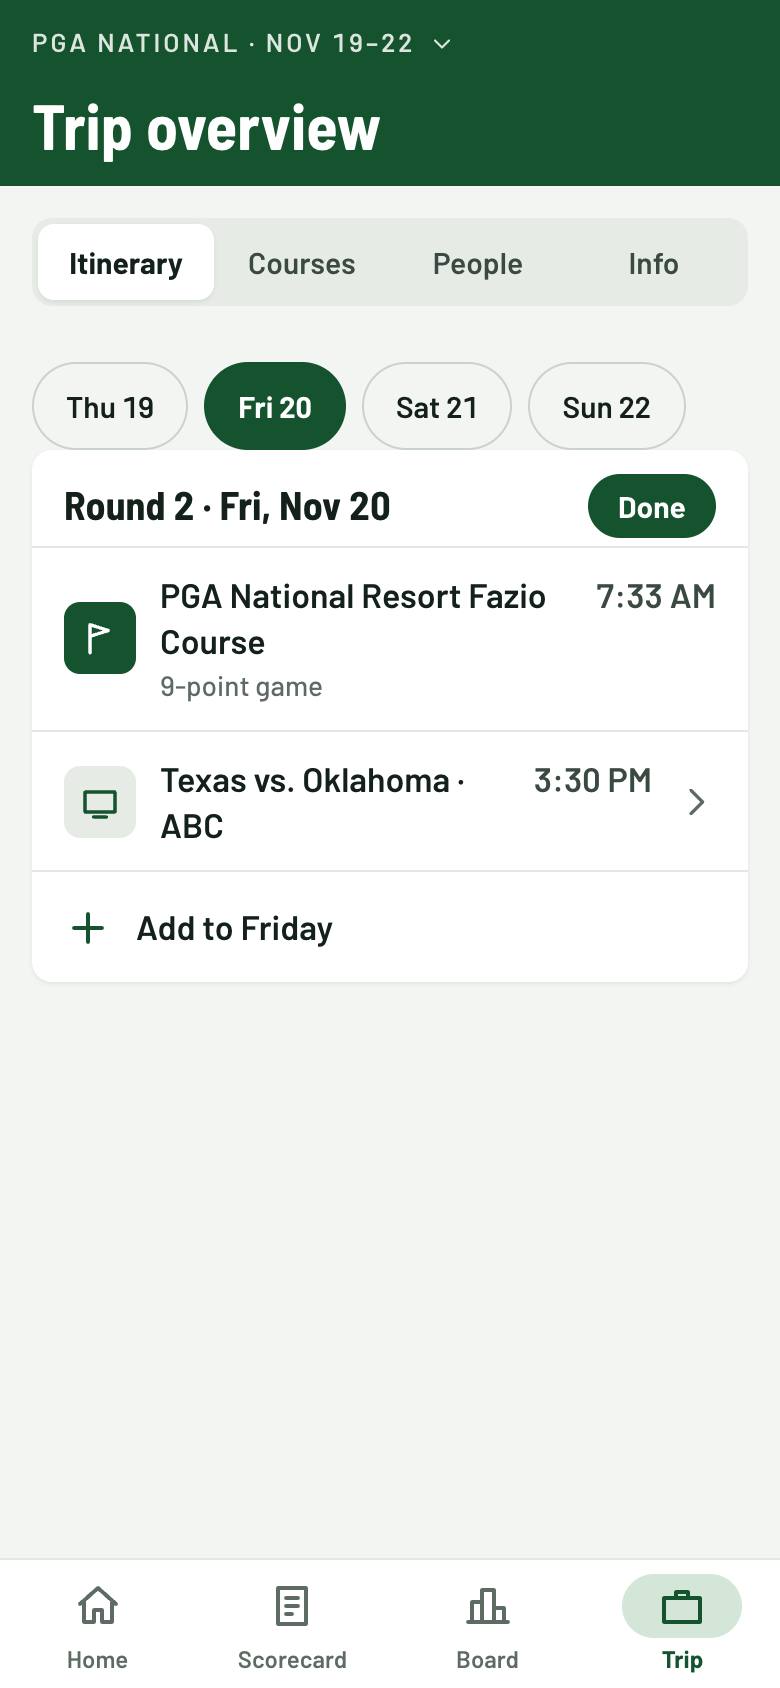 PGA NATIONAL · NOV 19–22
Trip overview
Itinerary Courses People Info
Thu 19 Fri 20 Sat 21 Sun 22
Round 2 · Fri, Nov 20 Done
PGA National Resort Fazio 7:33 AM
Course
9-point game
Texas vs. Oklahoma · 3:30 PM
ABC
Add to Friday
Home Scorecard Board Trip